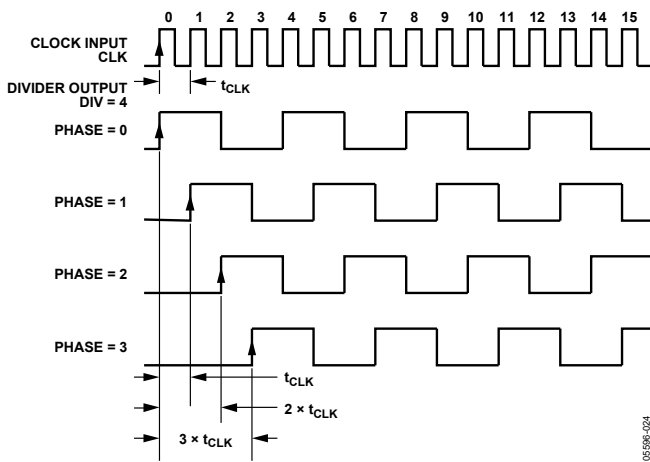 0 1 2 3 4 5 6 7 8 9 10 11 12 13 14 15
CLOCK INPUT
CLK
tCLK
DIVIDER OUTPUT
DIV = 4
PHASE = 0
PHASE = 1
PHASE = 2
PHASE = 3
tCLK
2 × tCLK
3 × tCLK
05596-024